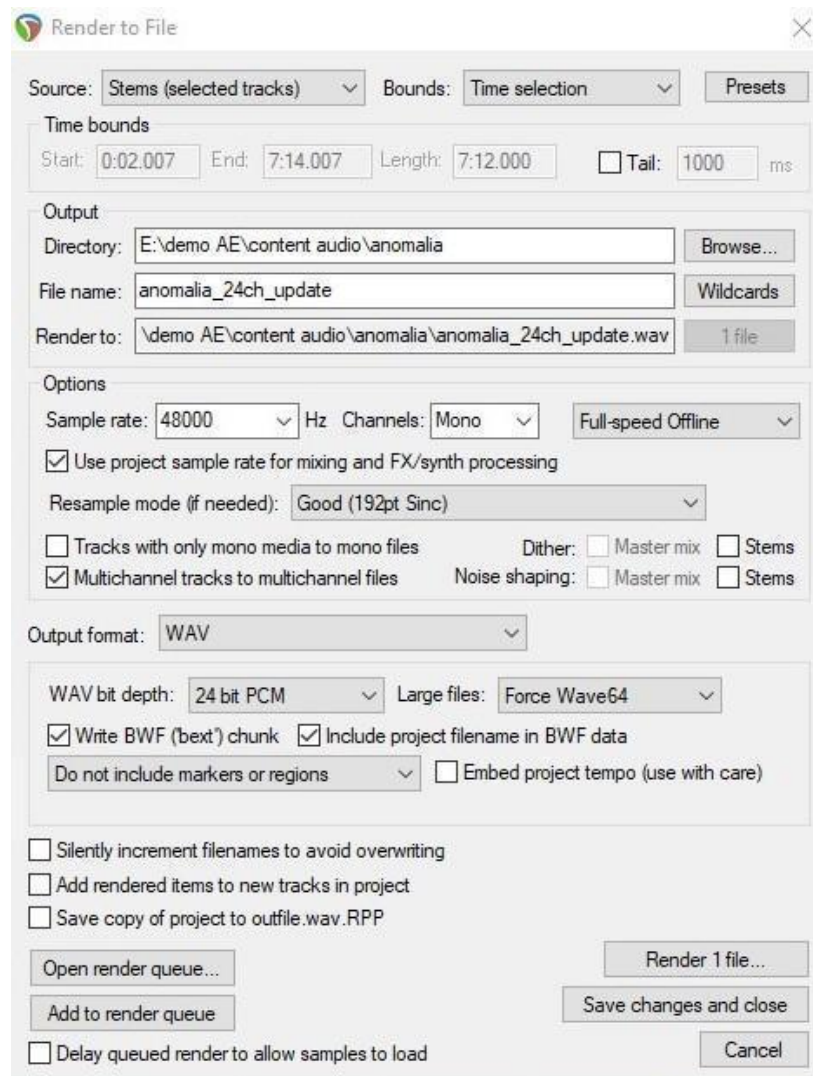 Render to File
Source: Stems (selected tracks) Bounds: Time selection Presets
Time bounds
Start: 0:02.007 End: 7:14.007 Length: 7:12.000 Tail: 1000 ms
Output
Directory: E:\demo AE\content audio\anomalia Browse...
File name: anomalia_24ch_update Wildcards
Render to: \demo AE\content audio\anomalia\anomalia_24ch_update.wav 1 file
Options
Sample rate: 48000 Hz Channels: Mono Full-speed Offline
Use project sample rate for mixing and FX/synth processing
Resample mode (if needed): Good (192pt Sinc)
Tracks with only mono media to mono files Dither: Master mix Stems
Multichannel tracks to multichannel files Noise shaping: Master mix Stems
Output format: WAV
WAV bit depth: 24 bit PCM Large files: Force Wave64
Write BWF ('bext') chunk Include project filename in BWF data
Do not include markers or regions Embed project tempo (use with care)
Silently increment filenames to avoid overwriting
Add rendered items to new tracks in project
Save copy of project to outfile.wav.RPP
Open render queue... Render 1 file...
Add to render queue Save changes and close
Delay queued render to allow samples to load Cancel